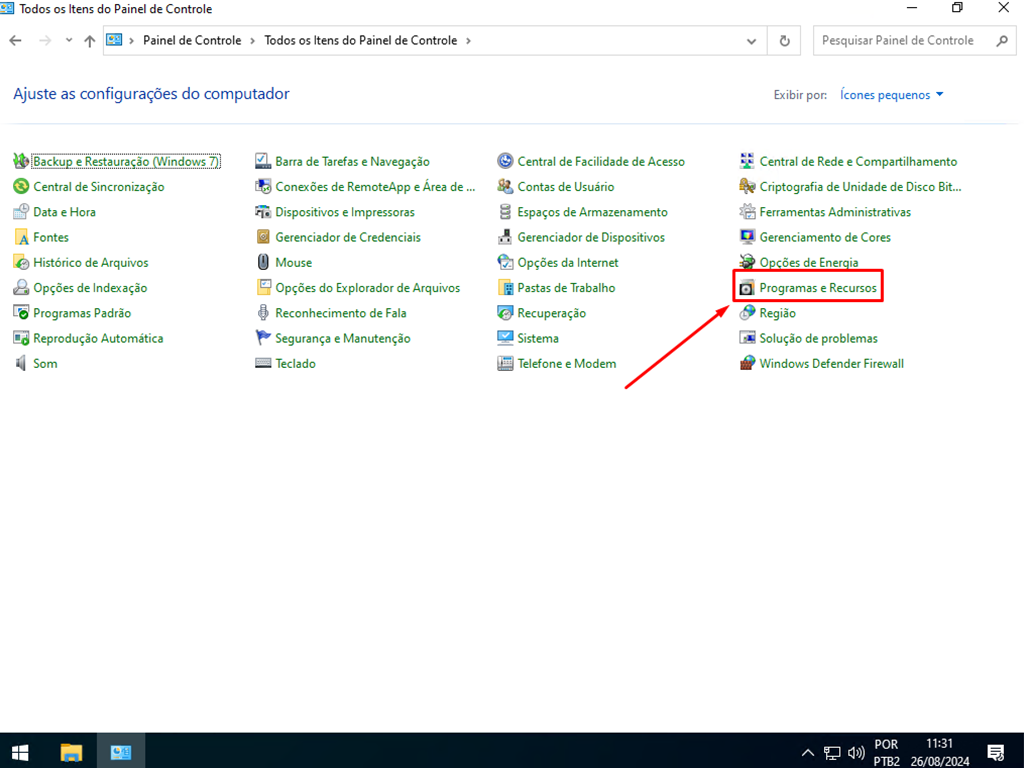 Todos os Itens do Painel de Controle
Painel de Controle > Todos os Itens do Painel de Controle >
Pesquisar Painel de Controle
Ajuste as configurações do computador
Exibir por: Ícones pequenos
Backup e Restauração (Windows 7)
Barra de Tarefas e Navegação
Central de Facilidade de Acesso
Central de Rede e Compartilhamento
Central de Sincronização
Conexões de RemoteApp e Área de ...
Contas de Usuário
Criptografia de Unidade de Disco Bit...
Data e Hora
Dispositivos e Impressoras
Espaços de Armazenamento
Ferramentas Administrativas
Fontes
Gerenciador de Credenciais
Gerenciador de Dispositivos
Gerenciamento de Cores
Histórico de Arquivos
Mouse
Opções da Internet
Opções de Energia
Opções de Indexação
Opções do Explorador de Arquivos
Pastas de Trabalho
Programas e Recursos
Programas Padrão
Reconhecimento de Fala
Recuperação
Região
Reprodução Automática
Segurança e Manutenção
Sistema
Solução de problemas
Som
Teclado
Telefone e Modem
Windows Defender Firewall
POR
PTB2
11:31
26/08/2024